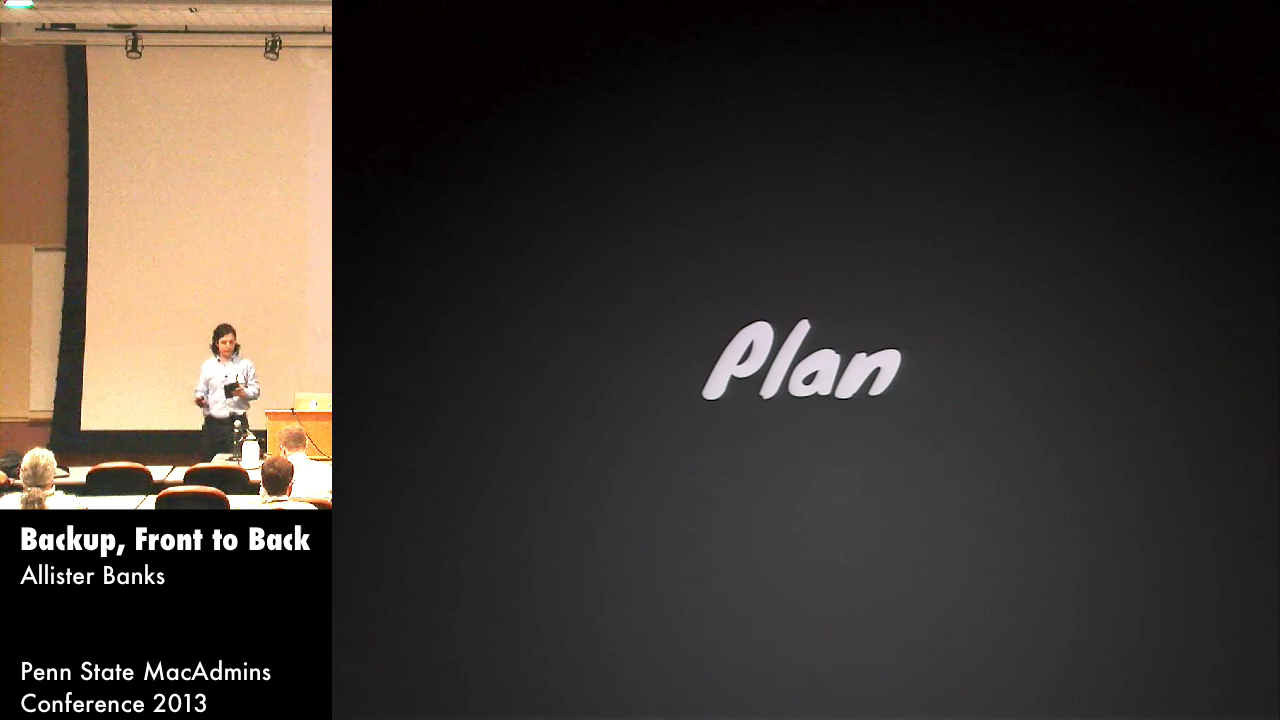 Plan
Backup, Front to Back
Allister Banks
Penn State MacAdmins
Conference 2013